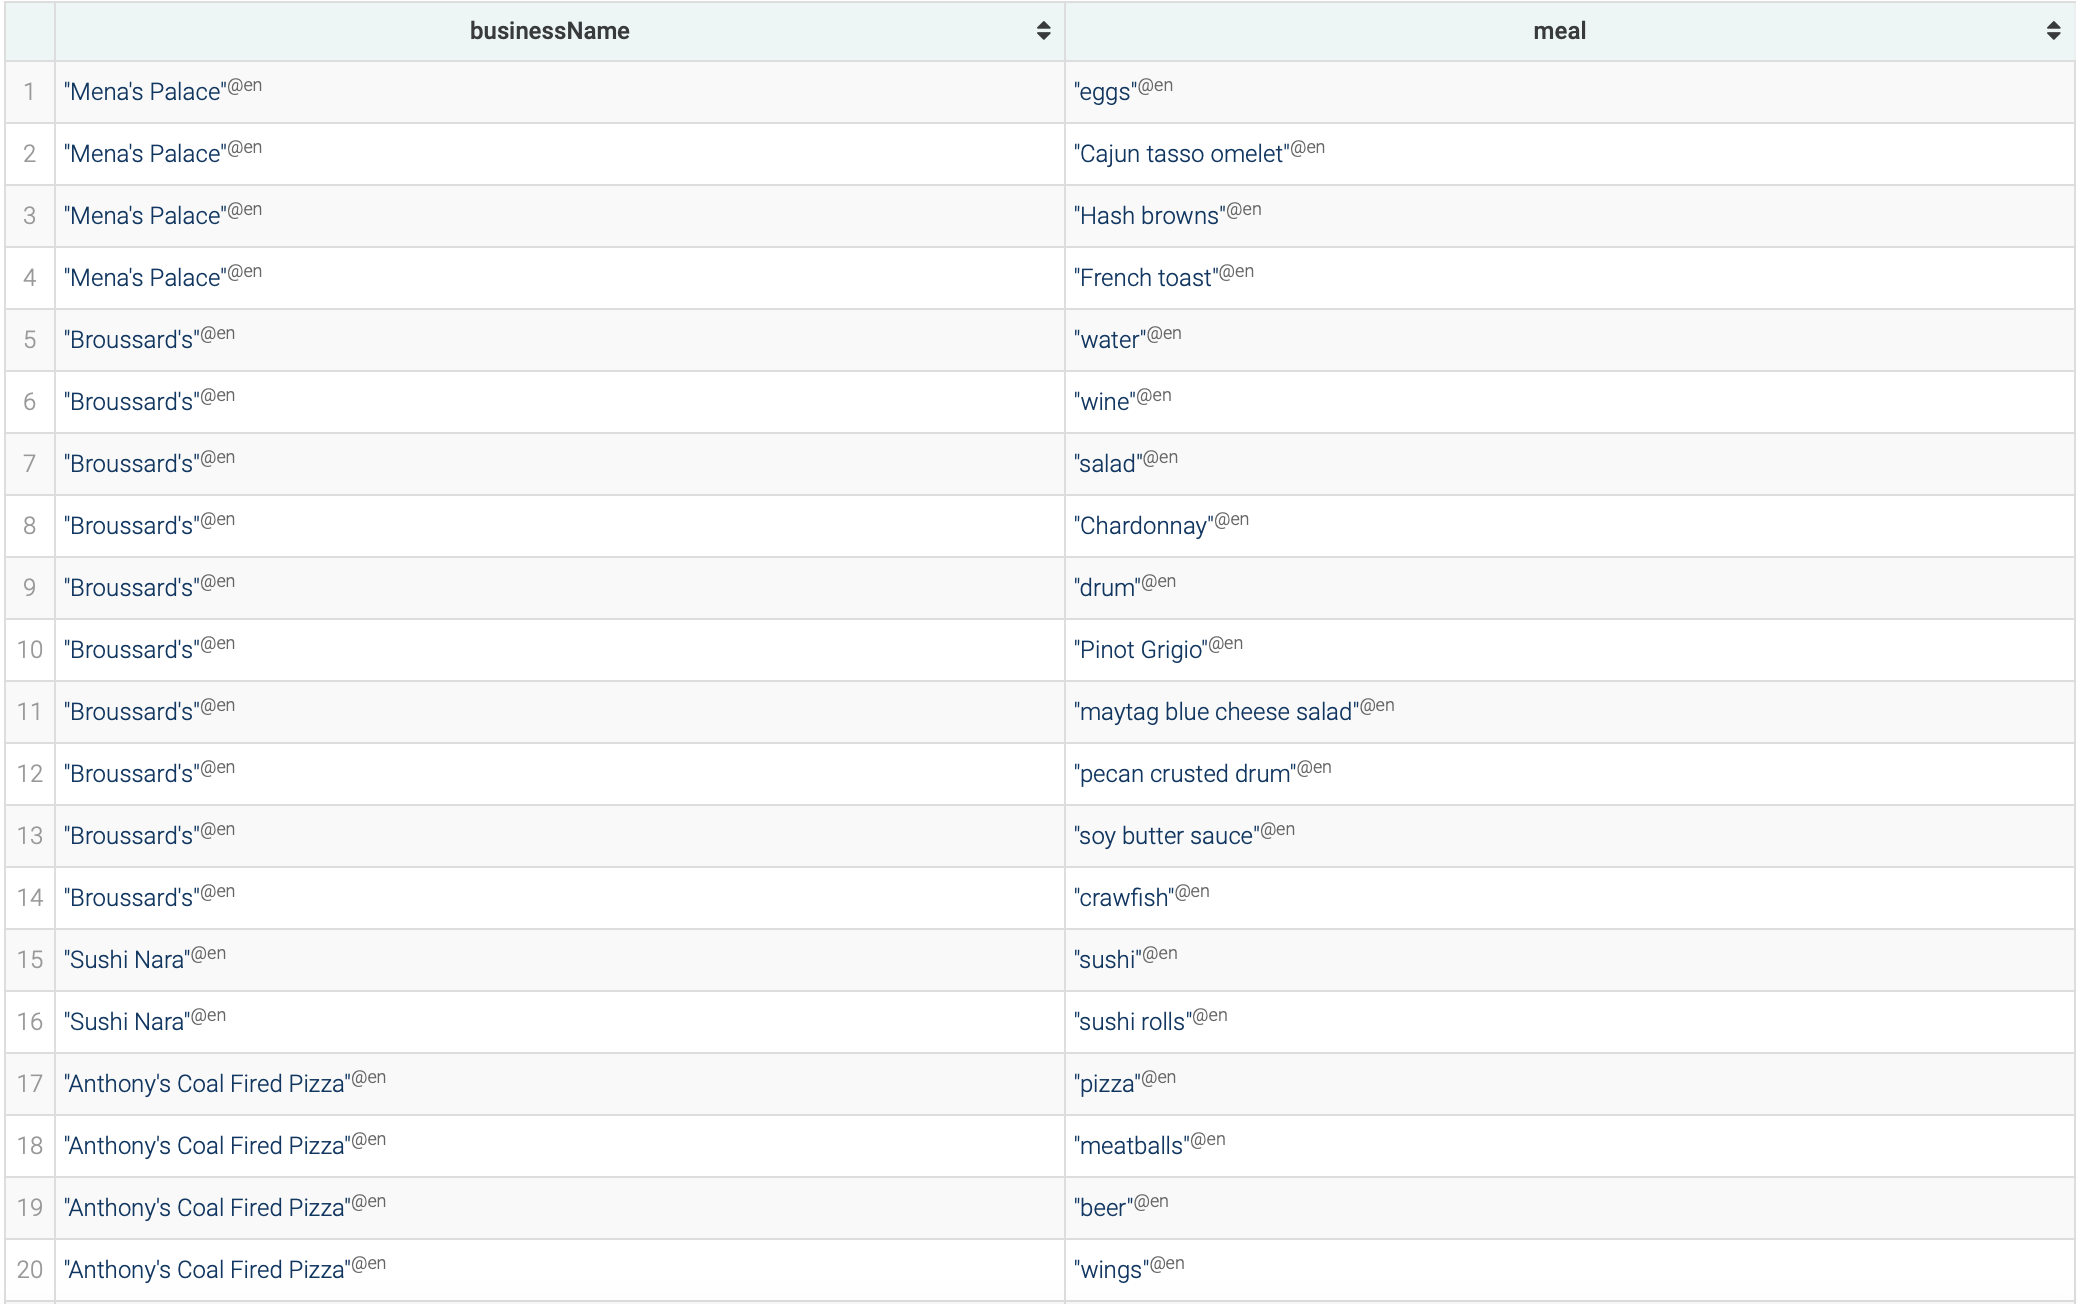 businessName meal
1 "Mena's Palace"@en "eggs"@en
2 "Mena's Palace"@en "Cajun tasso omelet"@en
3 "Mena's Palace"@en "Hash browns"@en
4 "Mena's Palace"@en "French toast"@en
5 "Broussard's"@en "water"@en
6 "Broussard's"@en "wine"@en
7 "Broussard's"@en "salad"@en
8 "Broussard's"@en "Chardonnay"@en
9 "Broussard's"@en "drum"@en
10 "Broussard's"@en "Pinot Grigio"@en
11 "Broussard's"@en "maytag blue cheese salad"@en
12 "Broussard's"@en "pecan crusted drum"@en
13 "Broussard's"@en "soy butter sauce"@en
14 "Broussard's"@en "crawfish"@en
15 "Sushi Nara"@en "sushi"@en
16 "Sushi Nara"@en "sushi rolls"@en
17 "Anthony's Coal Fired Pizza"@en "pizza"@en
18 "Anthony's Coal Fired Pizza"@en "meatballs"@en
19 "Anthony's Coal Fired Pizza"@en "beer"@en
20 "Anthony's Coal Fired Pizza"@en "wings"@en